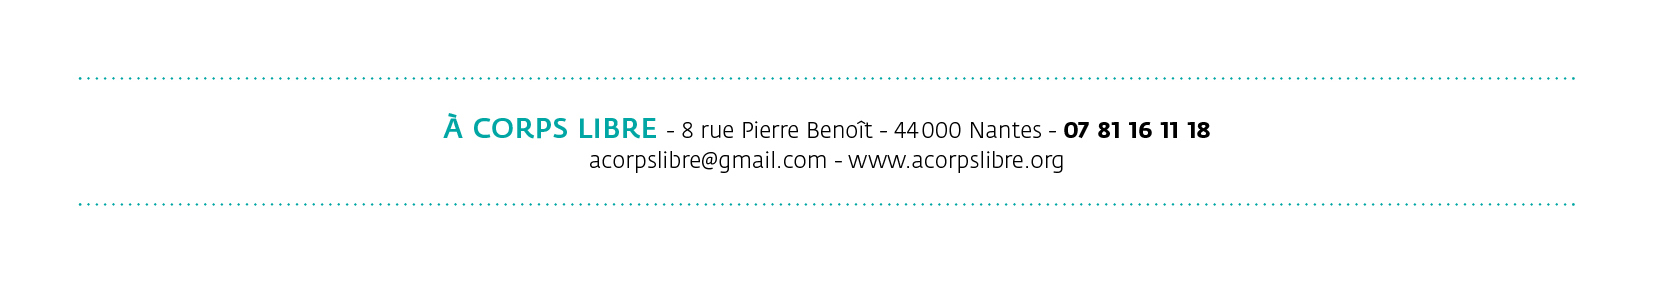 À CORPS LIBRE - 8 rue Pierre Benoît - 44000 Nantes - 07 81 16 11 18
acorpslibre@gmail.com - www.acorpslibre.org